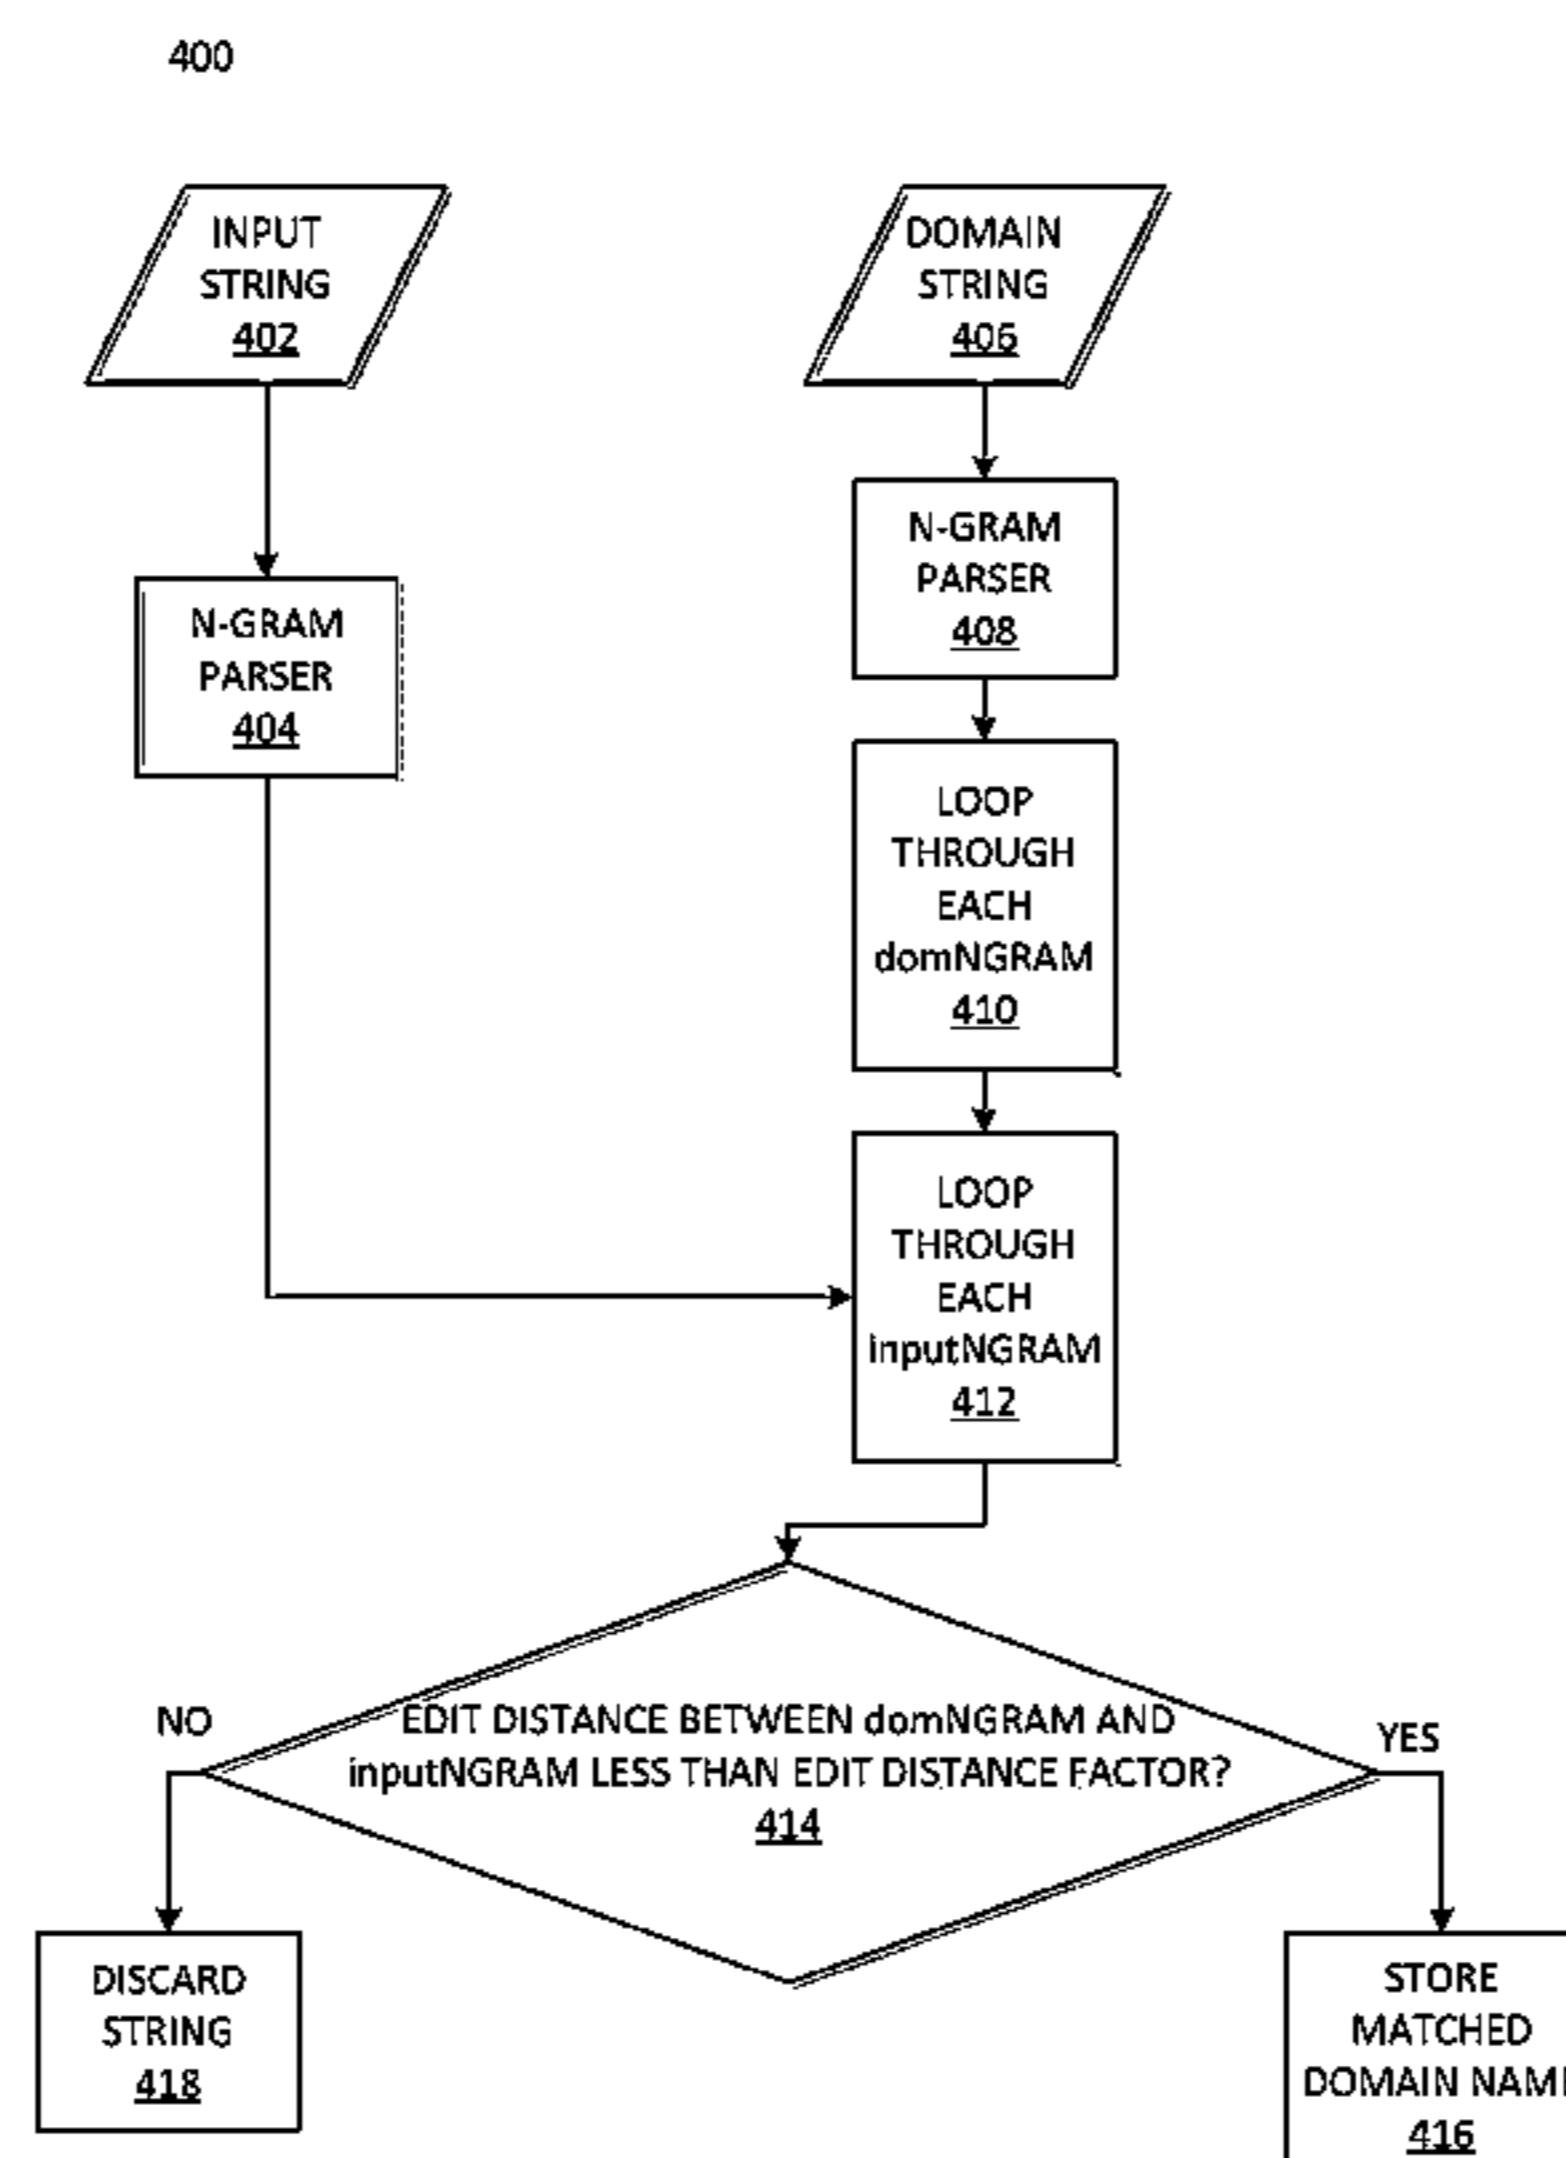 400
INPUT
STRING
402
DOMAIN
STRING
406
N-GRAM
PARSER
404
N-GRAM
PARSER
408
LOOP
THROUGH
EACH
domNGRAM
410
LOOP
THROUGH
EACH
inputNGRAM
412
EDIT DISTANCE BETWEEN domNGRAM AND
inputNGRAM LESS THAN EDIT DISTANCE FACTOR?
414
NO
YES
DISCARD
STRING
418
STORE
MATCHED
DOMAIN NAM
416